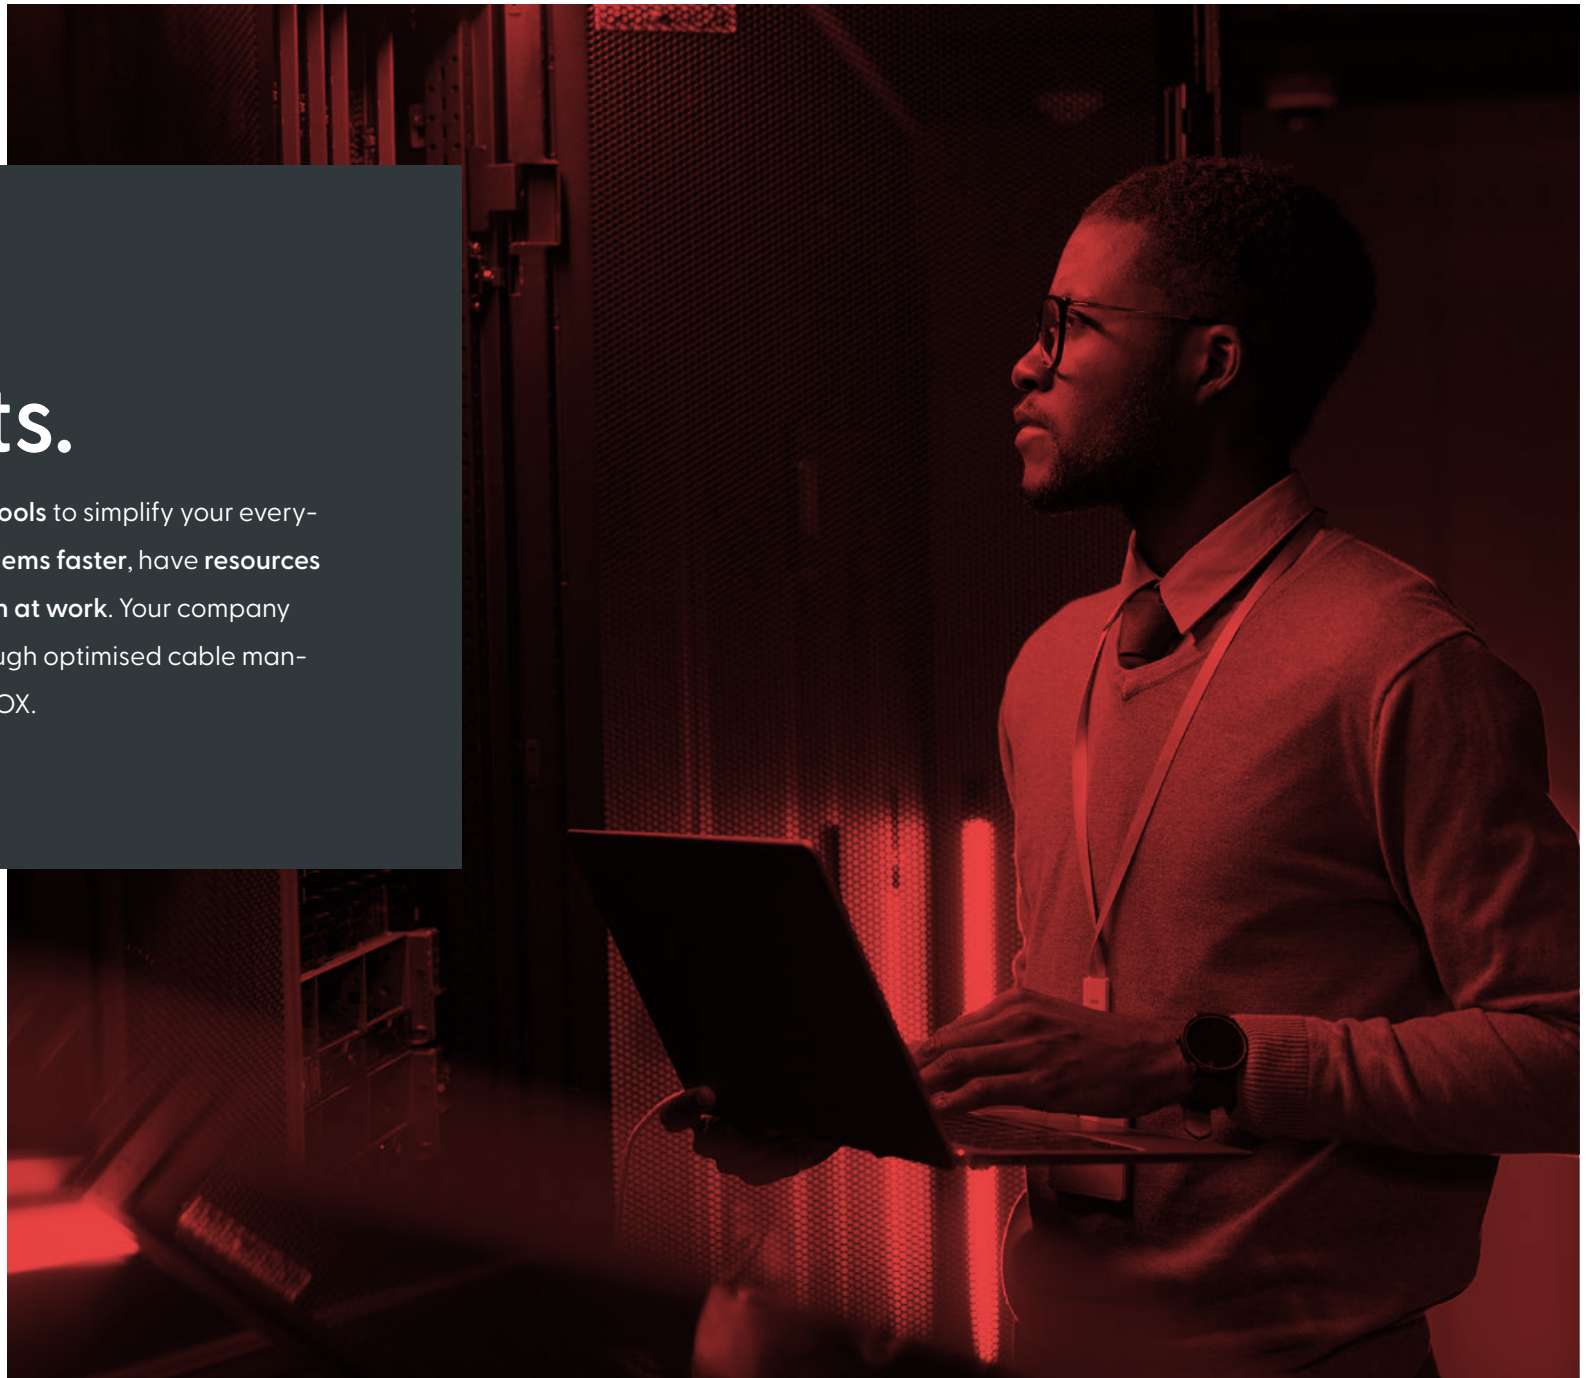 ts.
ools to simplify your every-
ems faster, have resources
n at work. Your company
ugh optimised cable man-
OX.